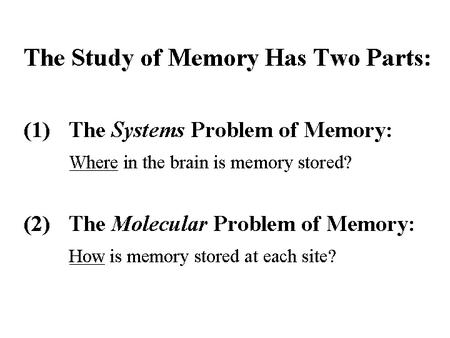 The Study of Memory Has Two Parts:
(1) The Systems Problem of Memory:
Where in the brain is memory stored?
(2) The Molecular Problem of Memory:
How is memory stored at each site?